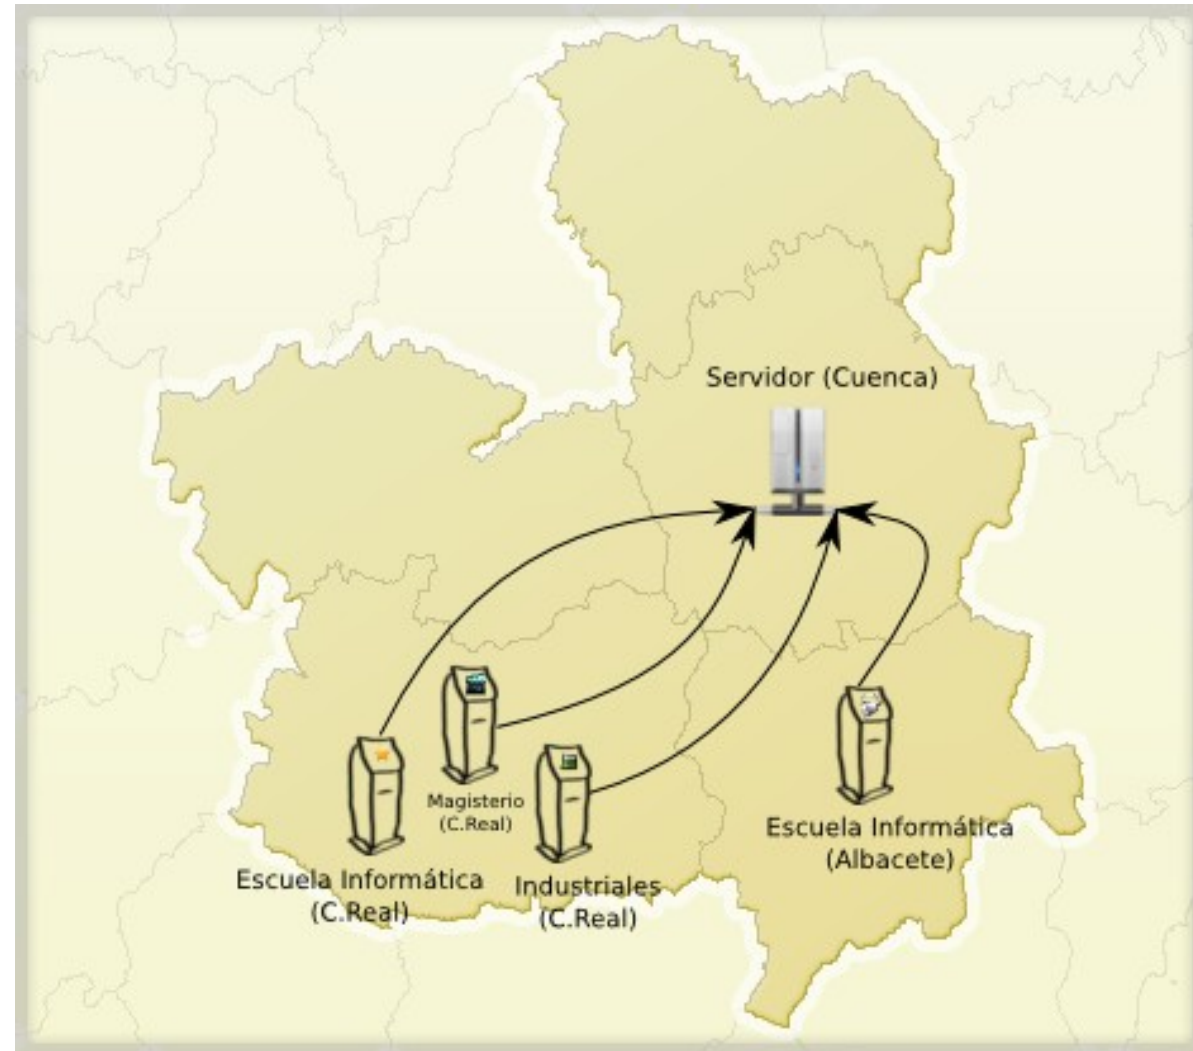 Servidor (Cuenca)
Magisterio
(C.Real)
Escuela Informática
(C.Real)
Industriales
(C.Real)
Escuela Informática
(Albacete)